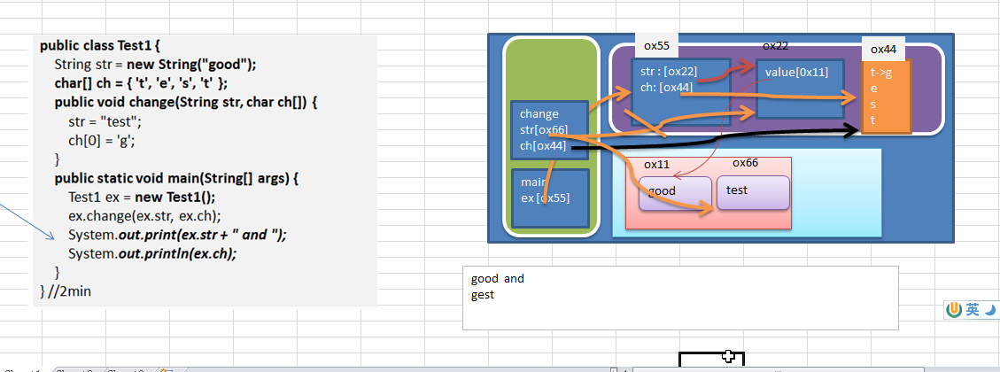 public class Test1 {
String str = new String("good");
char[] ch = { 't', 'e', 's', 't' };
public void change(String str, char ch[]) {
str = "test";
ch[0] = 'g';
}
public static void main(String[] args) {
Test1 ex = new Test1();
ex.change(ex.str, ex.ch);
System.out.print(ex.str + " and ");
System.out.println(ex.ch);
}
} //2min
ox55
ox22
ox44
str : [ox22]
ch: [ox44]
value[0x11]
t->g
e
s
t
change
str[ox66]
ch[ox44]
main
ex [ox55]
ox11
ox66
good
test
good and
gest
英